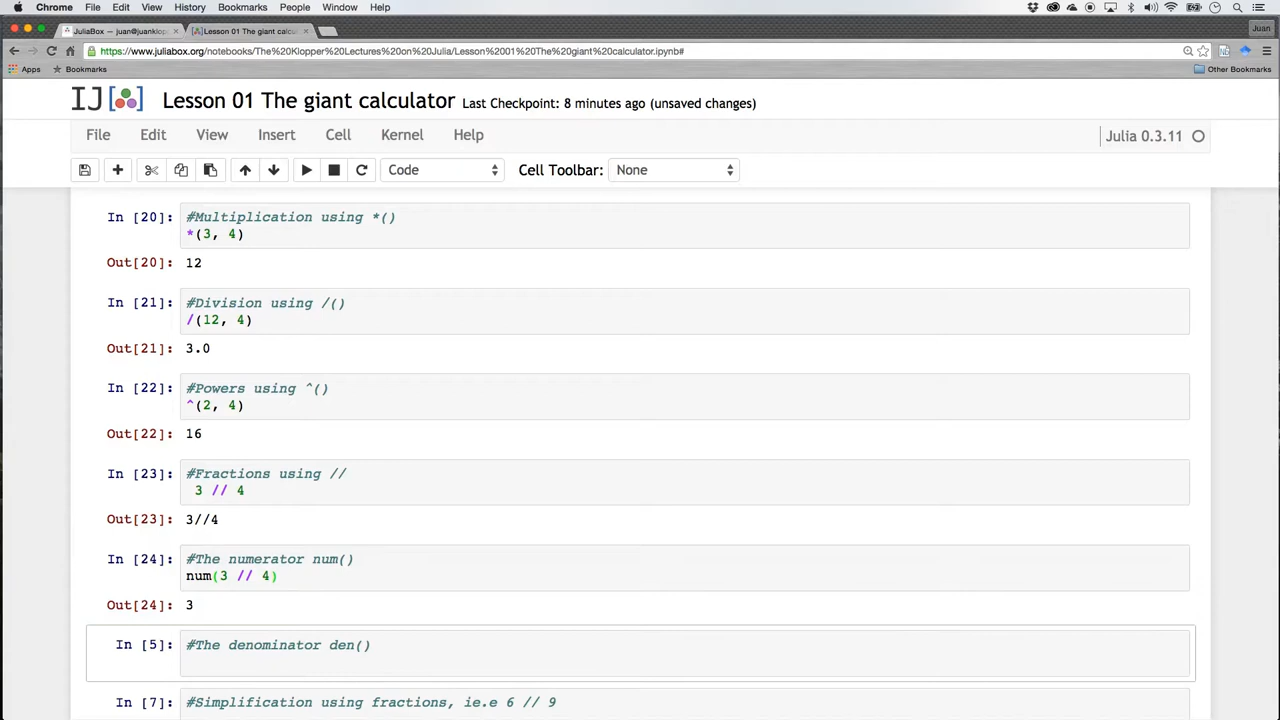 Chrome File Edit View History Bookmarks People Window Help
JuliaBox — juan@juanklop
Lesson 01 The giant calcul
Juan
https://www.juliabox.org/notebooks/The%20Klopper%20Lectures%20on%20Julia/Lesson%2001%20The%20giant%20calculator.ipynb#
Apps Bookmarks Other Bookmarks
IJ Lesson 01 The giant calculator Last Checkpoint: 8 minutes ago (unsaved changes)
File Edit View Insert Cell Kernel Help Julia 0.3.11
Code Cell Toolbar: None
In [20]: #Multiplication using *()
*(3, 4)
Out[20]: 12
In [21]: #Division using /()
/(12, 4)
Out[21]: 3.0
In [22]: #Powers using ^()
^(2, 4)
Out[22]: 16
In [23]: #Fractions using //
3 // 4
Out[23]: 3//4
In [24]: #The numerator num()
num(3 // 4)
Out[24]: 3
In [5]: #The denominator den()
In [7]: #Simplification using fractions, ie.e 6 // 9